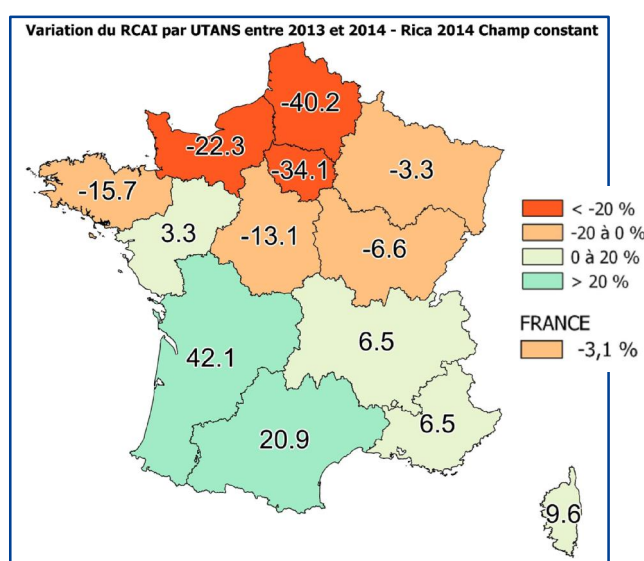 Variation du RCAI par UTANS entre 2013 et 2014 - Rica 2014 Champ constant
-40.2
-22.3
-34.1
-3.3
-15.7
3.3
-13.1
-6.6
< -20 %
-20 à 0%
0 à 20 %
> 20 %
FRANCE
-3,1 %
42.1
6.5
20.9
6.5
9.6